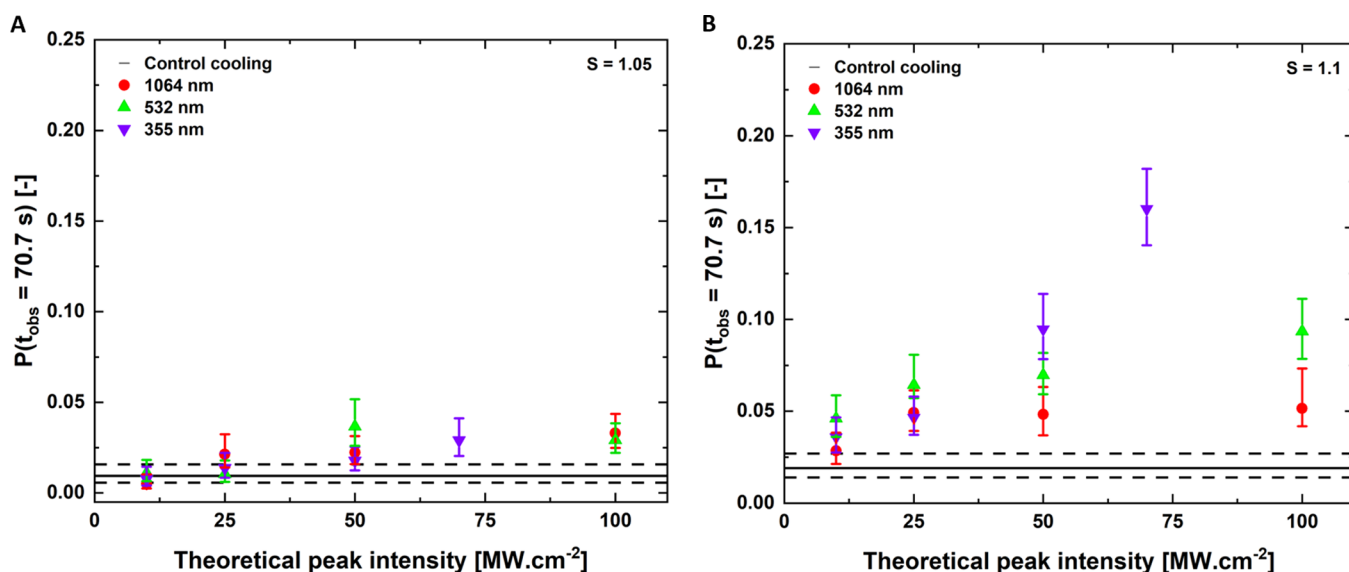 A
P(t_obs = 70.7 s) [-]
0.25
0.20
0.15
0.10
0.05
0.00
— Control cooling
1064 nm
532 nm
355 nm
S = 1.05
0 25 50 75 100
Theoretical peak intensity [MW.cm⁻²]
B
P(t_obs = 70.7 s) [-]
0.25
0.20
0.15
0.10
0.05
0.00
— Control cooling
1064 nm
532 nm
355 nm
S = 1.1
0 25 50 75 100
Theoretical peak intensity [MW.cm⁻²]